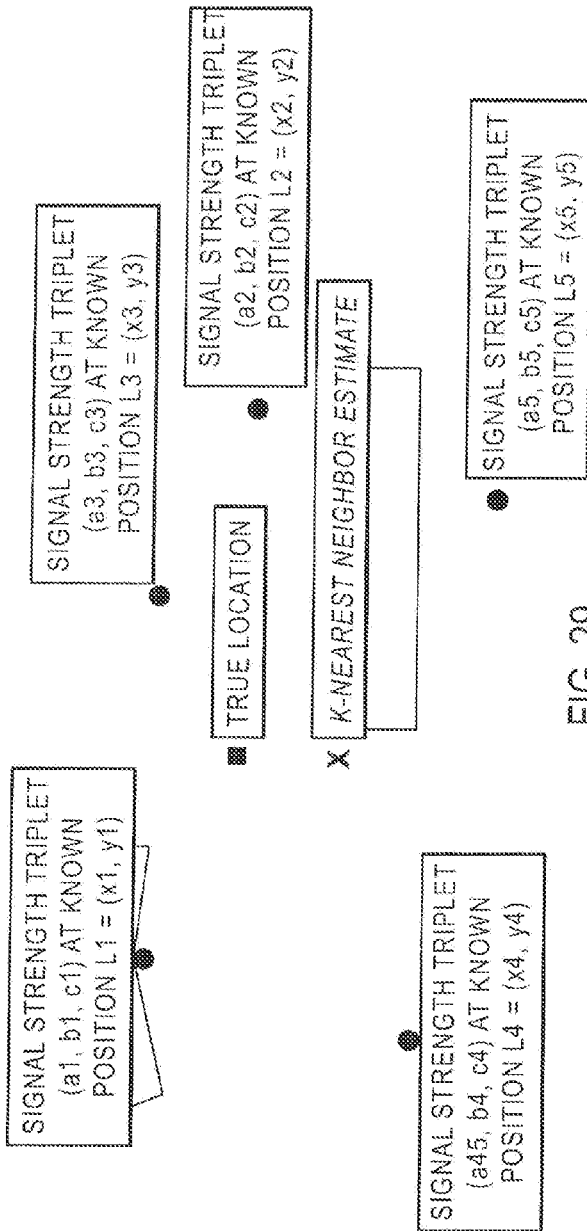 SIGNAL STRENGTH TRIPLET
(a1, b1, c1) AT KNOWN
POSITION L1 = (x1, y1)
SIGNAL STRENGTH TRIPLET
(a3, b3, c3) AT KNOWN
POSITION L3 = (x3, y3)
SIGNAL STRENGTH TRIPLET
(a2, b2, c2) AT KNOWN
POSITION L2 = (x2, y2)
TRUE LOCATION
X K-NEAREST NEIGHBOR ESTIMATE
SIGNAL STRENGTH TRIPLET
(a45, b4, c4) AT KNOWN
POSITION L4 = (x4, y4)
SIGNAL STRENGTH TRIPLET
(a5, b5, c5) AT KNOWN
POSITION L5 = (x5, y5)
FIG.